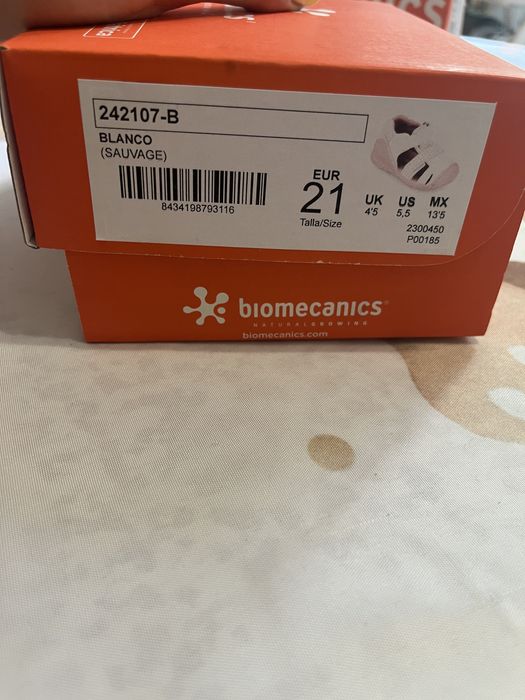 242107-B
BLANCO
(SAUVAGE)
8434198793116
EUR
21
Talla/Size
UK US MX
4'5 5,5 13'5
2300450
P00185
biomecanics®
NATURALGROWING
biomecanics.com